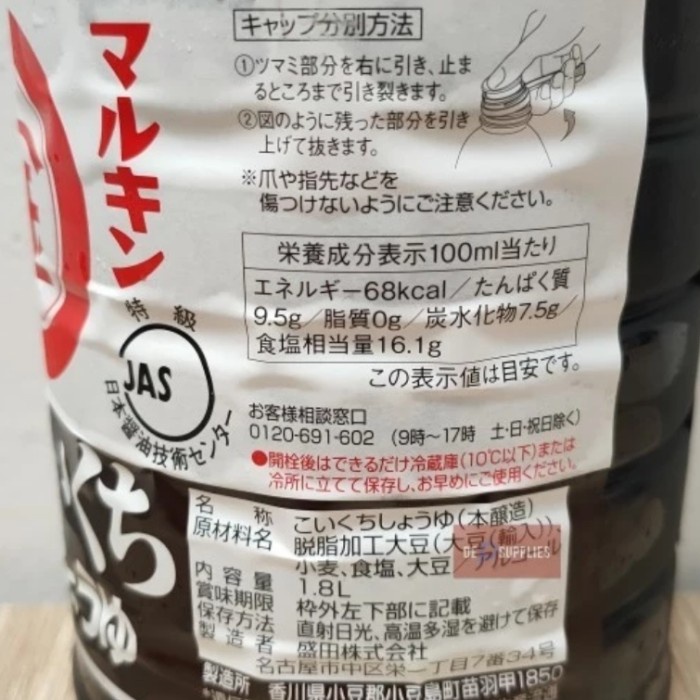 マルキン
キャップ分別方法
①ツマミ部分を右に引き、止ま
るところまで引き裂きます。
②図のように残った部分を引き
上げて抜きます。
※爪や指先などを
傷つけないようにご注意ください。
栄養成分表示100ml当たり
エネルギー68kcal/たんぱく質
9.5g/脂質0g/炭水化物7.5g/
食塩相当量16.1g
この表示値は目安です。
特級
JAS
日本醤油技術センター
お客様相談窓口
0120-691-602 (9時~17時 土・日・祝日除く)
●開栓後はできるだけ冷蔵庫(10℃以下)または
冷所に立てて保存し、お早めにご使用ください。
くち
うゆ
名称 こいくちしょうゆ(本醸造)
原材料名 脱脂加工大豆(大豆(輸入))、
小麦、食塩、大豆/アルコール
SUPPLIES
内容量 1.8L
賞味期限 枠外左下部に記載
保存方法 直射日光、高温多湿を避けて保存
製造者 盛田株式会社
名古屋市中区栄一丁目7番34号
製造所 香川県小豆郡小豆島町苗羽甲1850